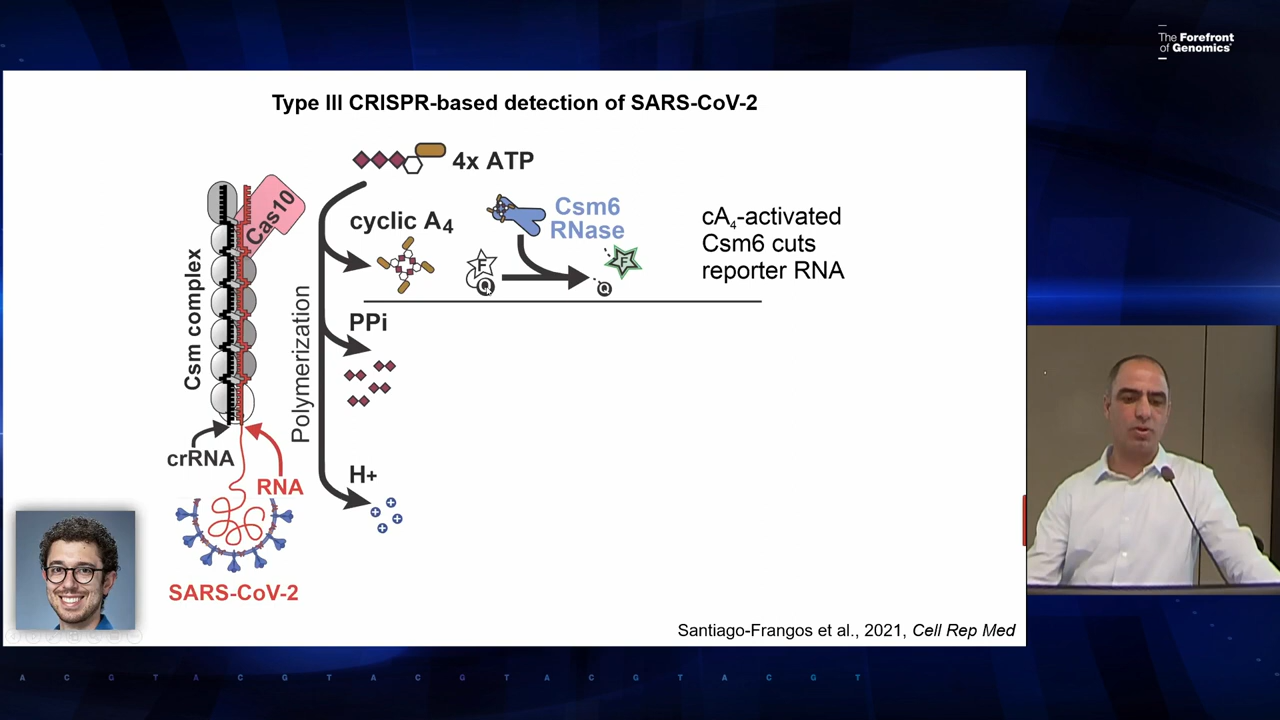 The Forefront
of Genomics
Type III CRISPR-based detection of SARS-CoV-2
4x ATP
Cas10
cyclic A4
Csm6
RNase
cA4-activated
Csm6 cuts
reporter RNA
F
Q
F
Q
Csm complex
Polymerization
PPi
H+
crRNA
RNA
SARS-CoV-2
Santiago-Frangos et al., 2021, Cell Rep Med
A C G T A C G T A C G T A C G T A C G T